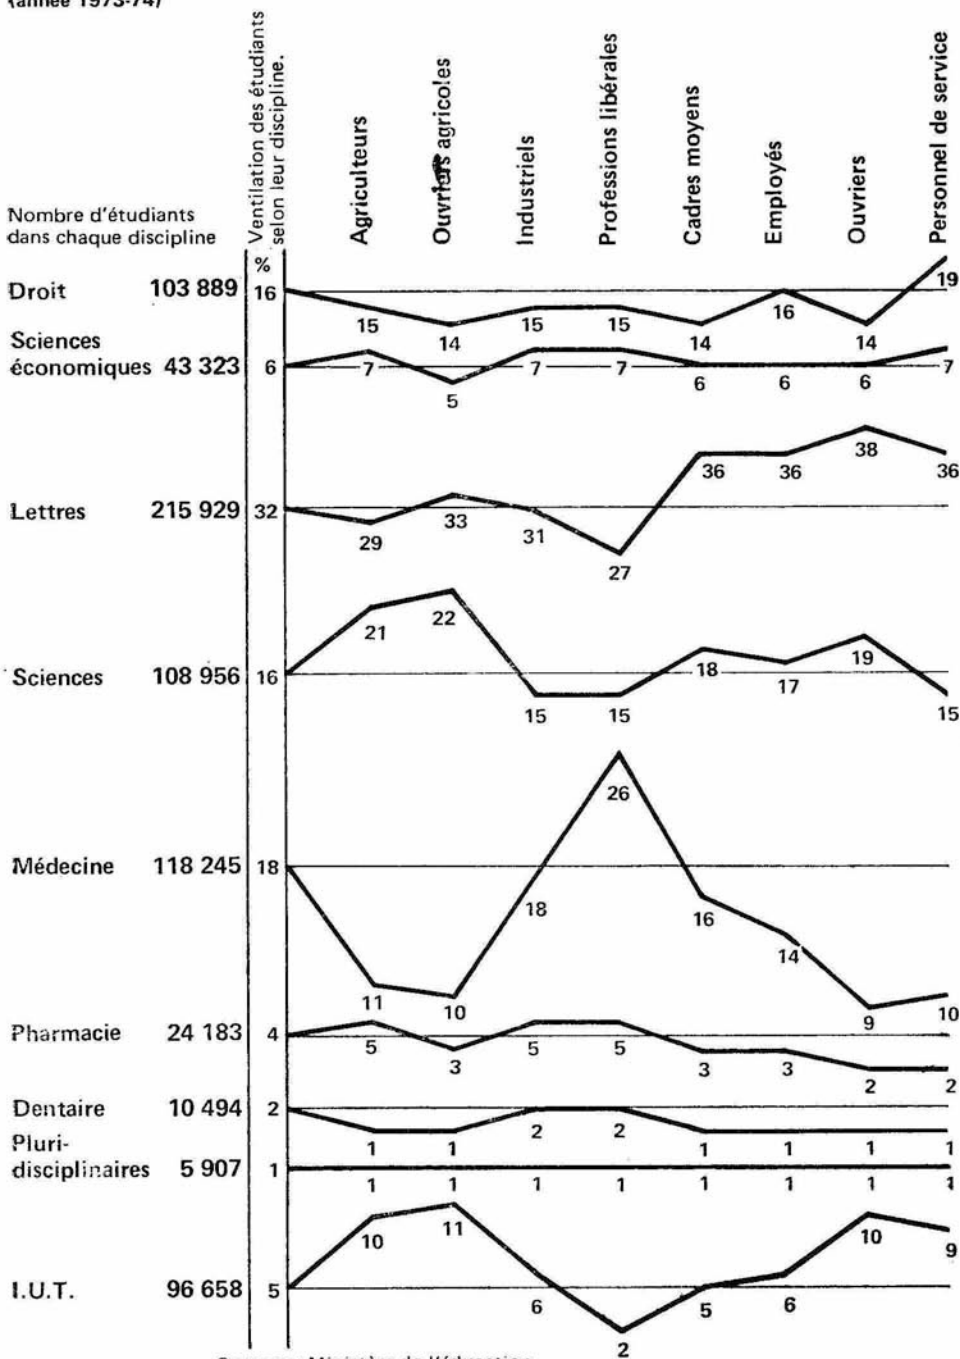 (année 1973-74)
Nombre d'étudiants
dans chaque discipline
Ventilation des étudiants
selon leur discipline.
Agriculteurs
Ouvriers agricoles
Industriels
Professions libérales
Cadres moyens
Employés
Ouvriers
Personnel de service
%
Droit 103 889 16 15 14 15 15 14 16 14 19
Sciences
économiques 43 323 6 7 5 7 7 6 6 6 7
Lettres 215 929 32 29 33 31 27 36 36 38 36
Sciences 108 956 16 21 22 15 15 18 17 19 15
Médecine 118 245 18 11 10 18 26 16 14 9 10
Pharmacie 24 183 4 5 3 5 5 3 3 2 2
Dentaire 10 494 2 1 1 2 2 1 1 1 1
Pluri-
disciplinaires 5 907 1 1 1 1 1 1 1 1 1
I.U.T. 96 658 5 10 11 6 2 5 6 10 9